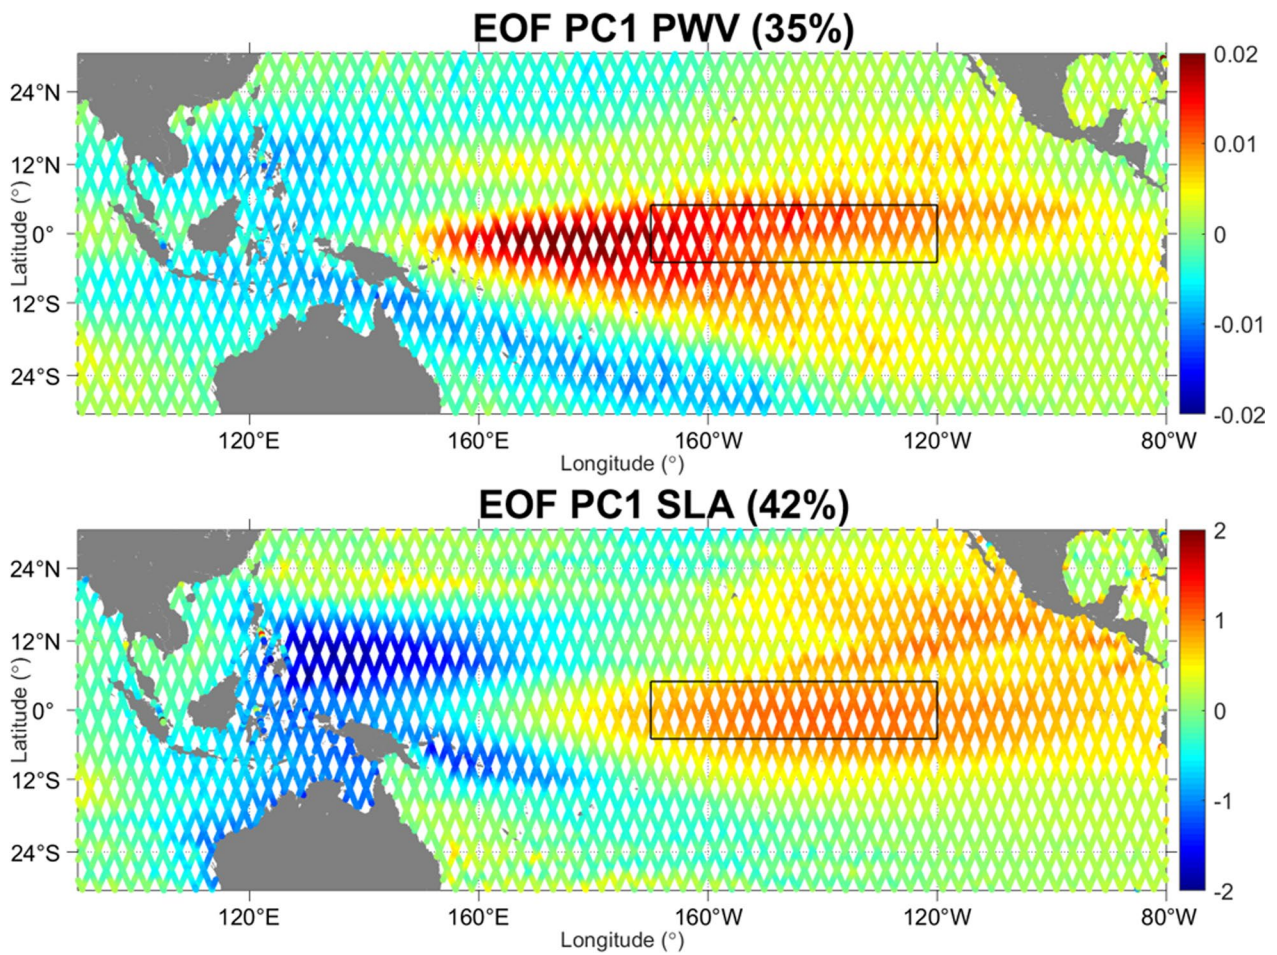 EOF PC1 PWV (35%)
24°N
12°N
0°
12°S
24°S
Latitude (°)
120°E
160°E
160°W
120°W
80°W
Longitude (°)
0.02
0.01
0
-0.01
-0.02
EOF PC1 SLA (42%)
24°N
12°N
0°
12°S
24°S
Latitude (°)
120°E
160°E
160°W
120°W
80°W
Longitude (°)
2
1
0
-1
-2